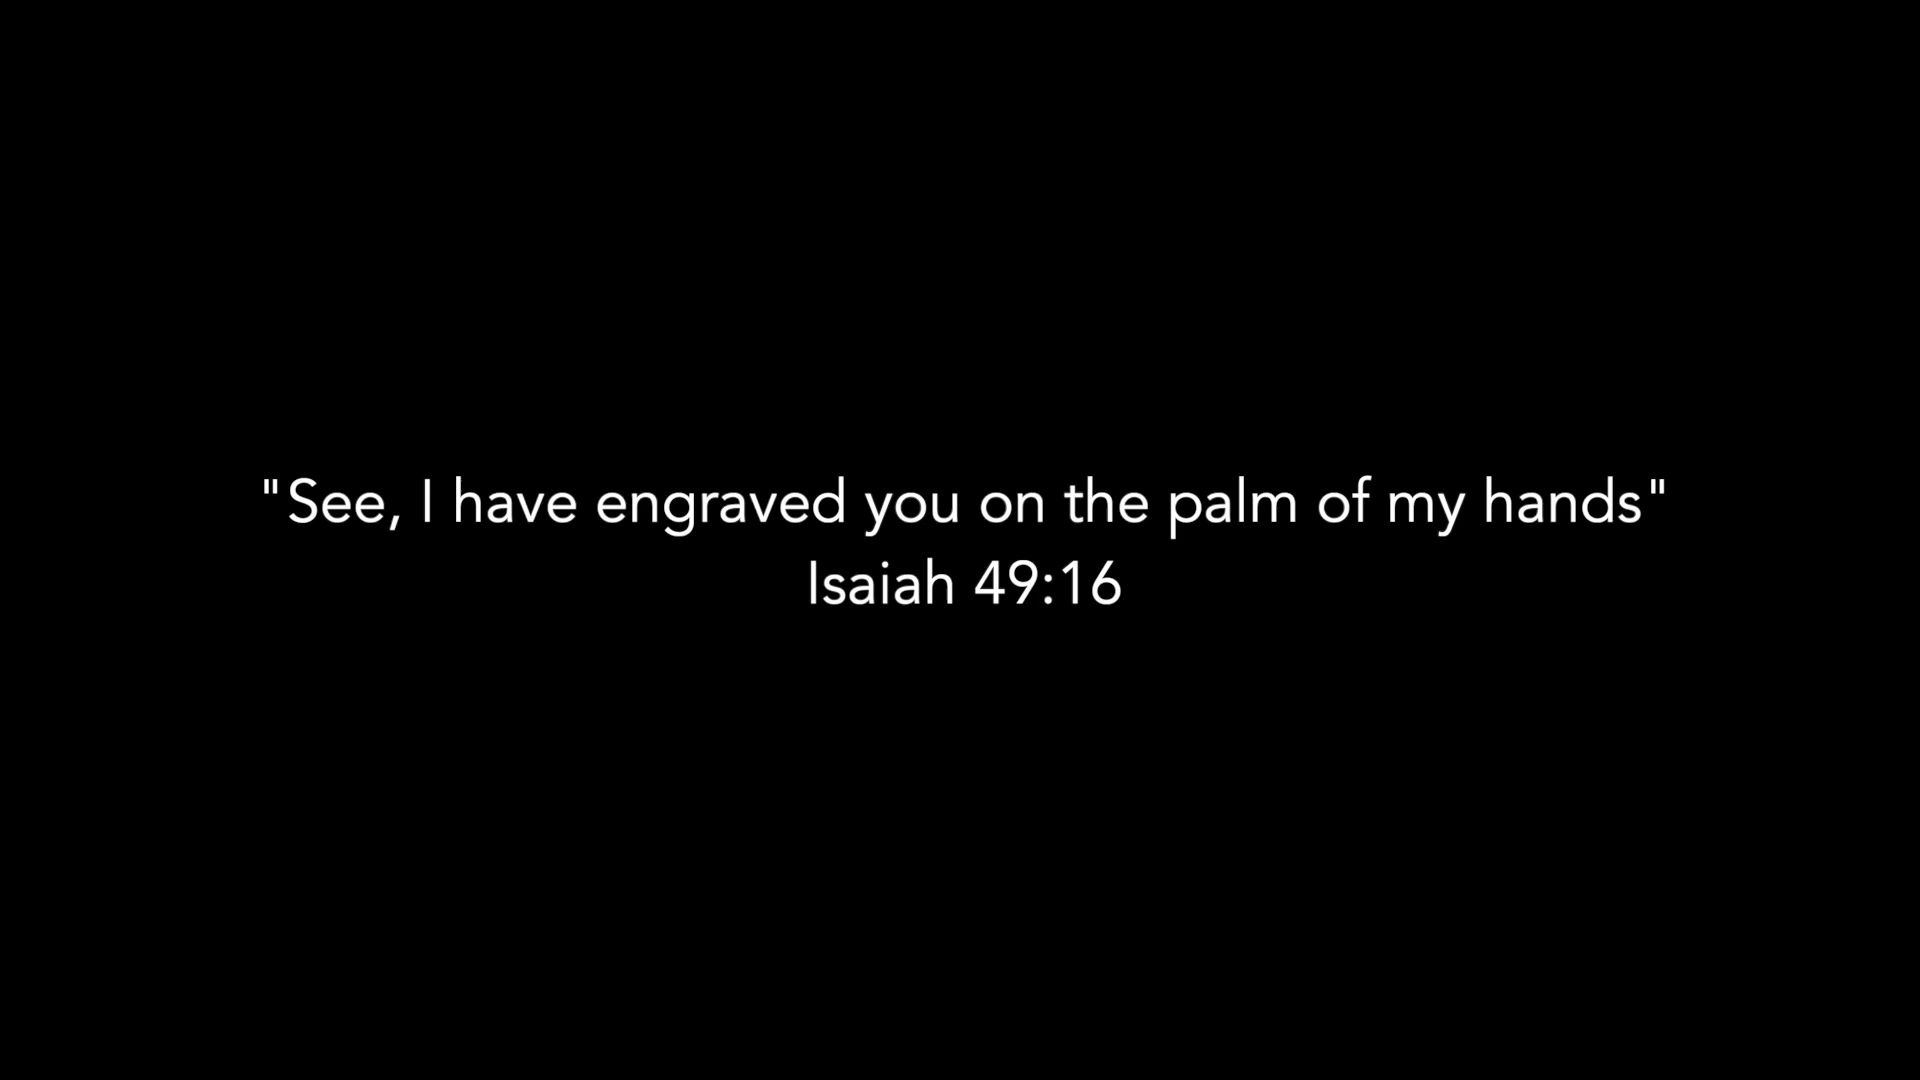 "See, I have engraved you on the palm of my hands"
Isaiah 49:16